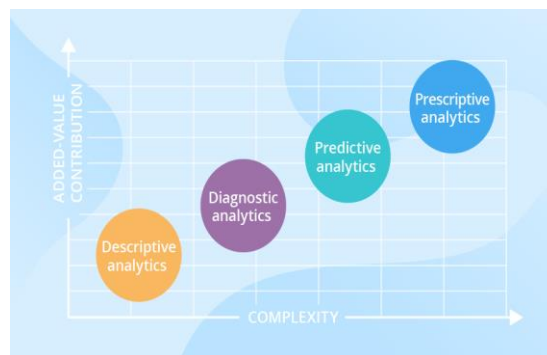 ADDED-VALUE
CONTRIBUTION
Prescriptive
analytics
Predictive
analytics
Diagnostic
analytics
Descriptive
analytics
COMPLEXITY